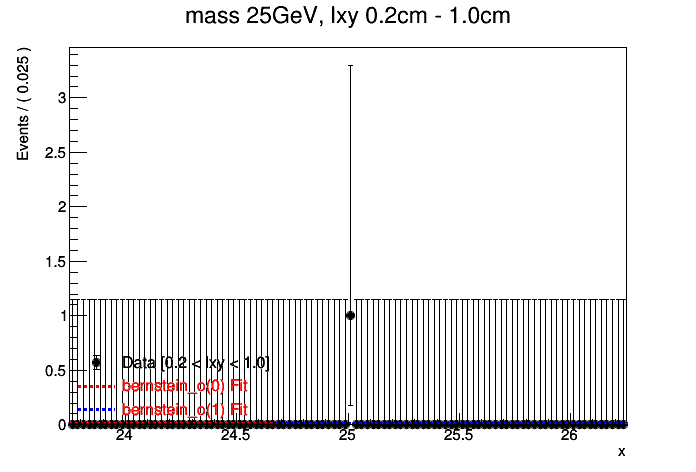 mass 25GeV, lxy 0.2cm - 1.0cm
Events / ( 0.025 )
3
2.5
2
1.5
1
0.5
0
Data [0.2 < lxy < 1.0]
bernstein_o(0) Fit
bernstein_o(1) Fit
24 24.5 25 25.5 26
x